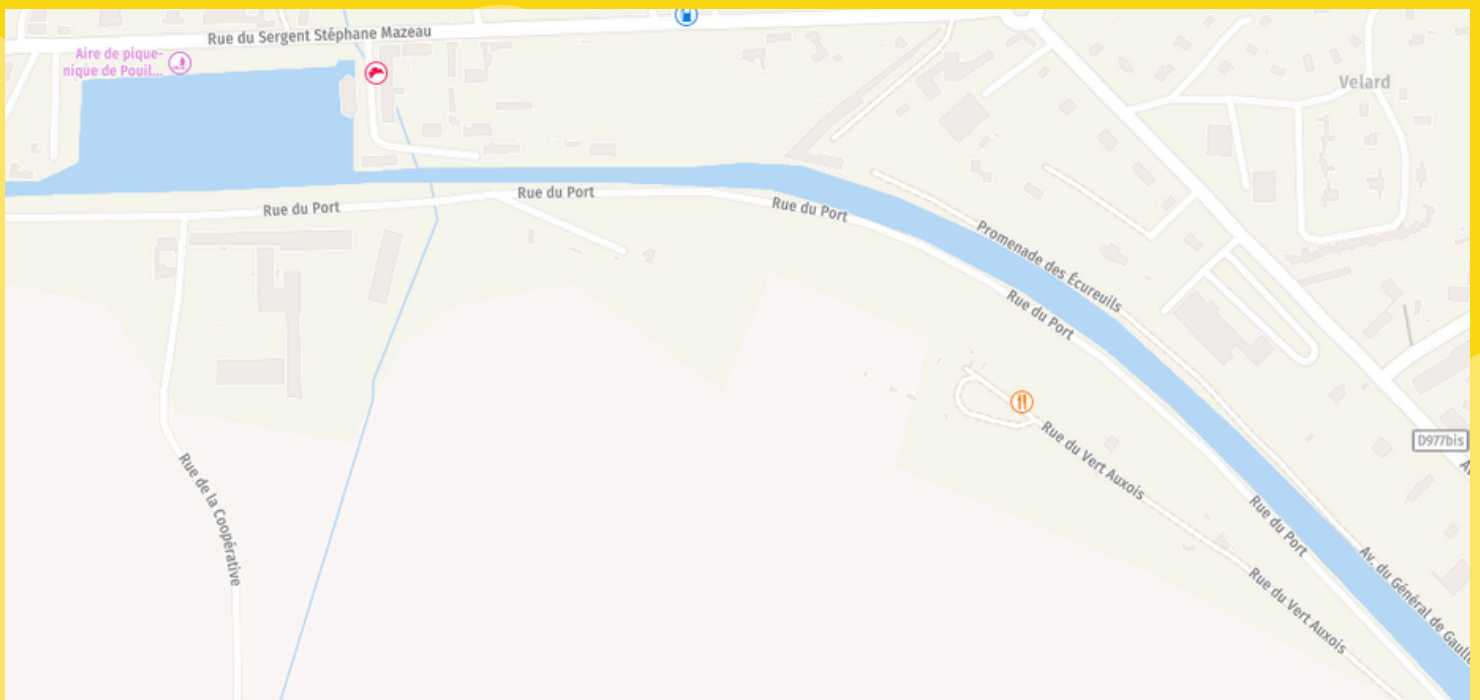 Rue du Sergent Stéphane Mazeau
Aire de pique-
nique de Pouil...
Velard
Rue du Port
Rue du Port
Rue du Port
Promenade des Écureuils
Rue du Port
Rue du Vert Auxois
D977bis
Rue de la Coopérative
Rue du Port
Av. du Général de Gaulle
Rue du Vert Auxois